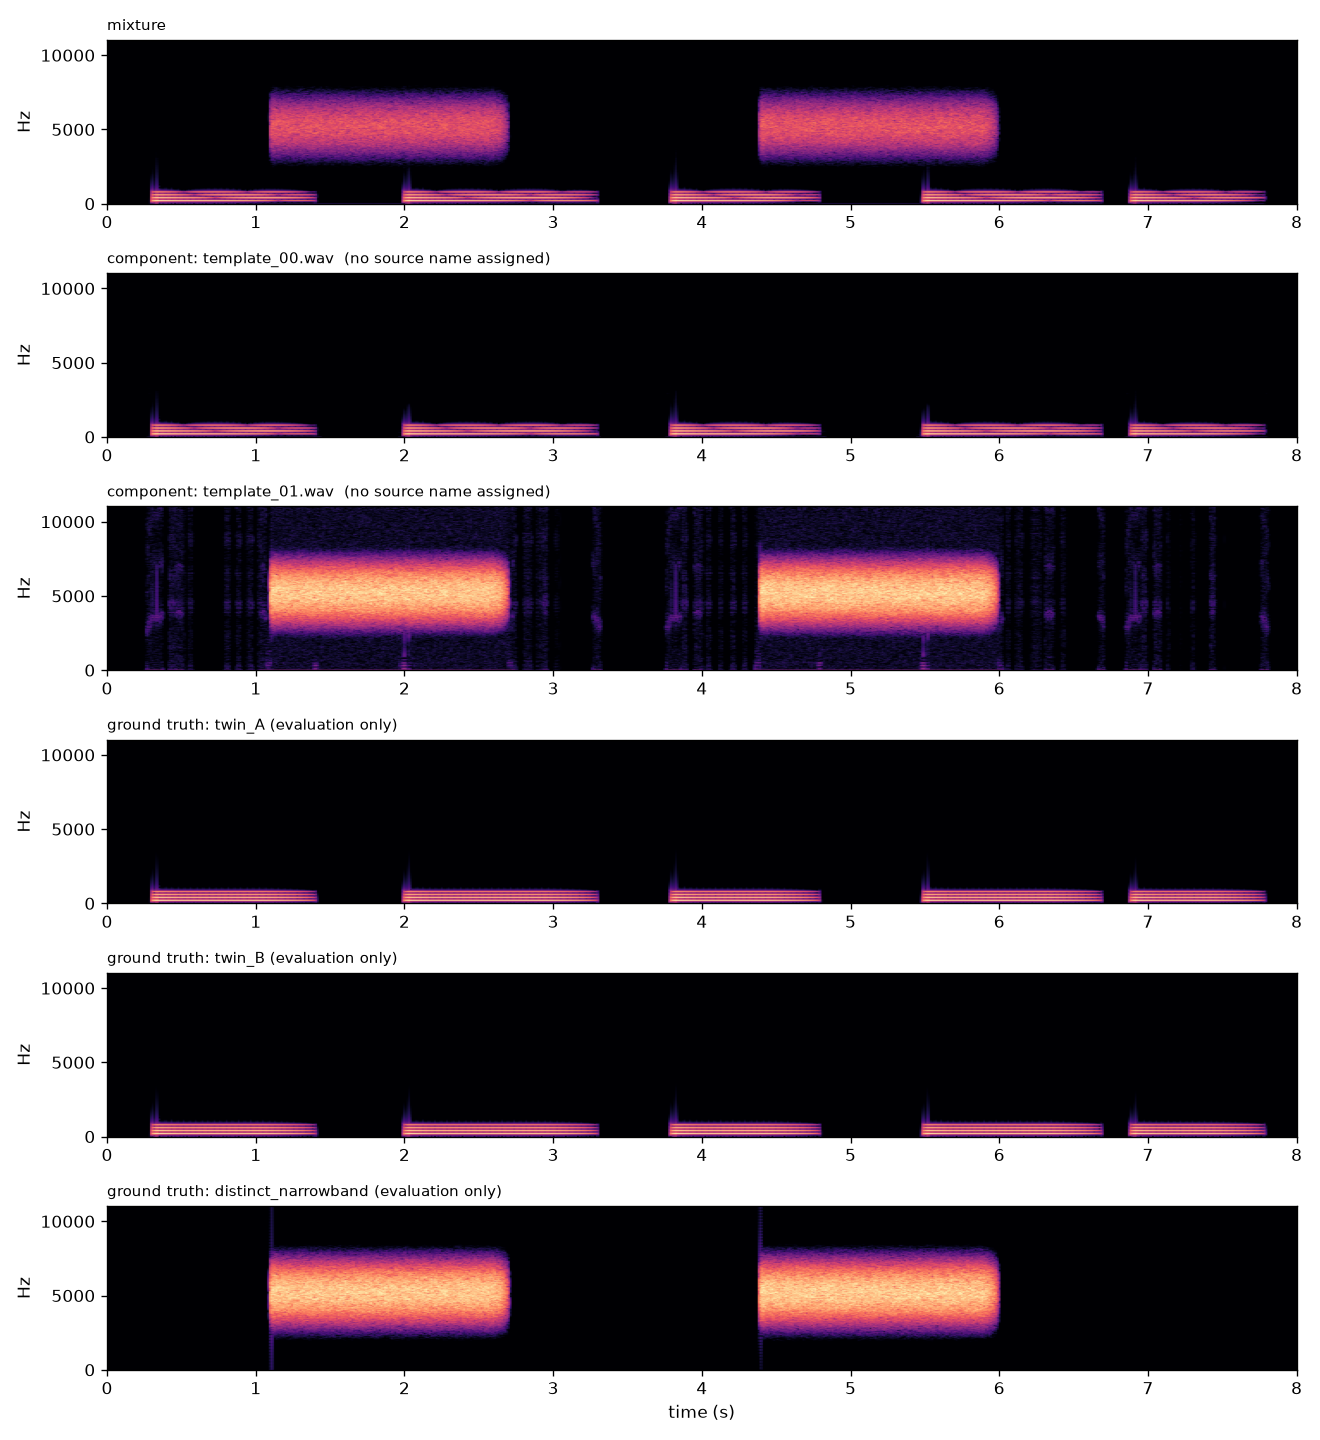 mixture
10000
5000
0
Hz
0 1 2 3 4 5 6 7 8
component: template_00.wav (no source name assigned)
10000
5000
0
Hz
0 1 2 3 4 5 6 7 8
component: template_01.wav (no source name assigned)
10000
5000
0
Hz
0 1 2 3 4 5 6 7 8
ground truth: twin_A (evaluation only)
10000
5000
0
Hz
0 1 2 3 4 5 6 7 8
ground truth: twin_B (evaluation only)
10000
5000
0
Hz
0 1 2 3 4 5 6 7 8
ground truth: distinct_narrowband (evaluation only)
10000
5000
0
Hz
0 1 2 3 4 5 6 7 8
time (s)